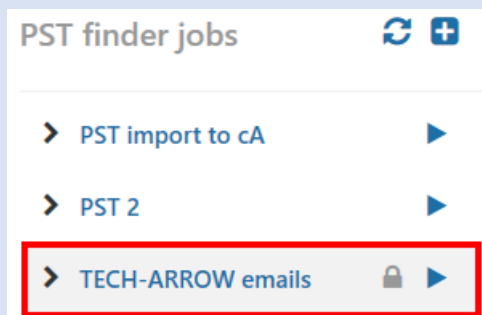 PST finder jobs
PST import to cA
PST 2
TECH-ARROW emails